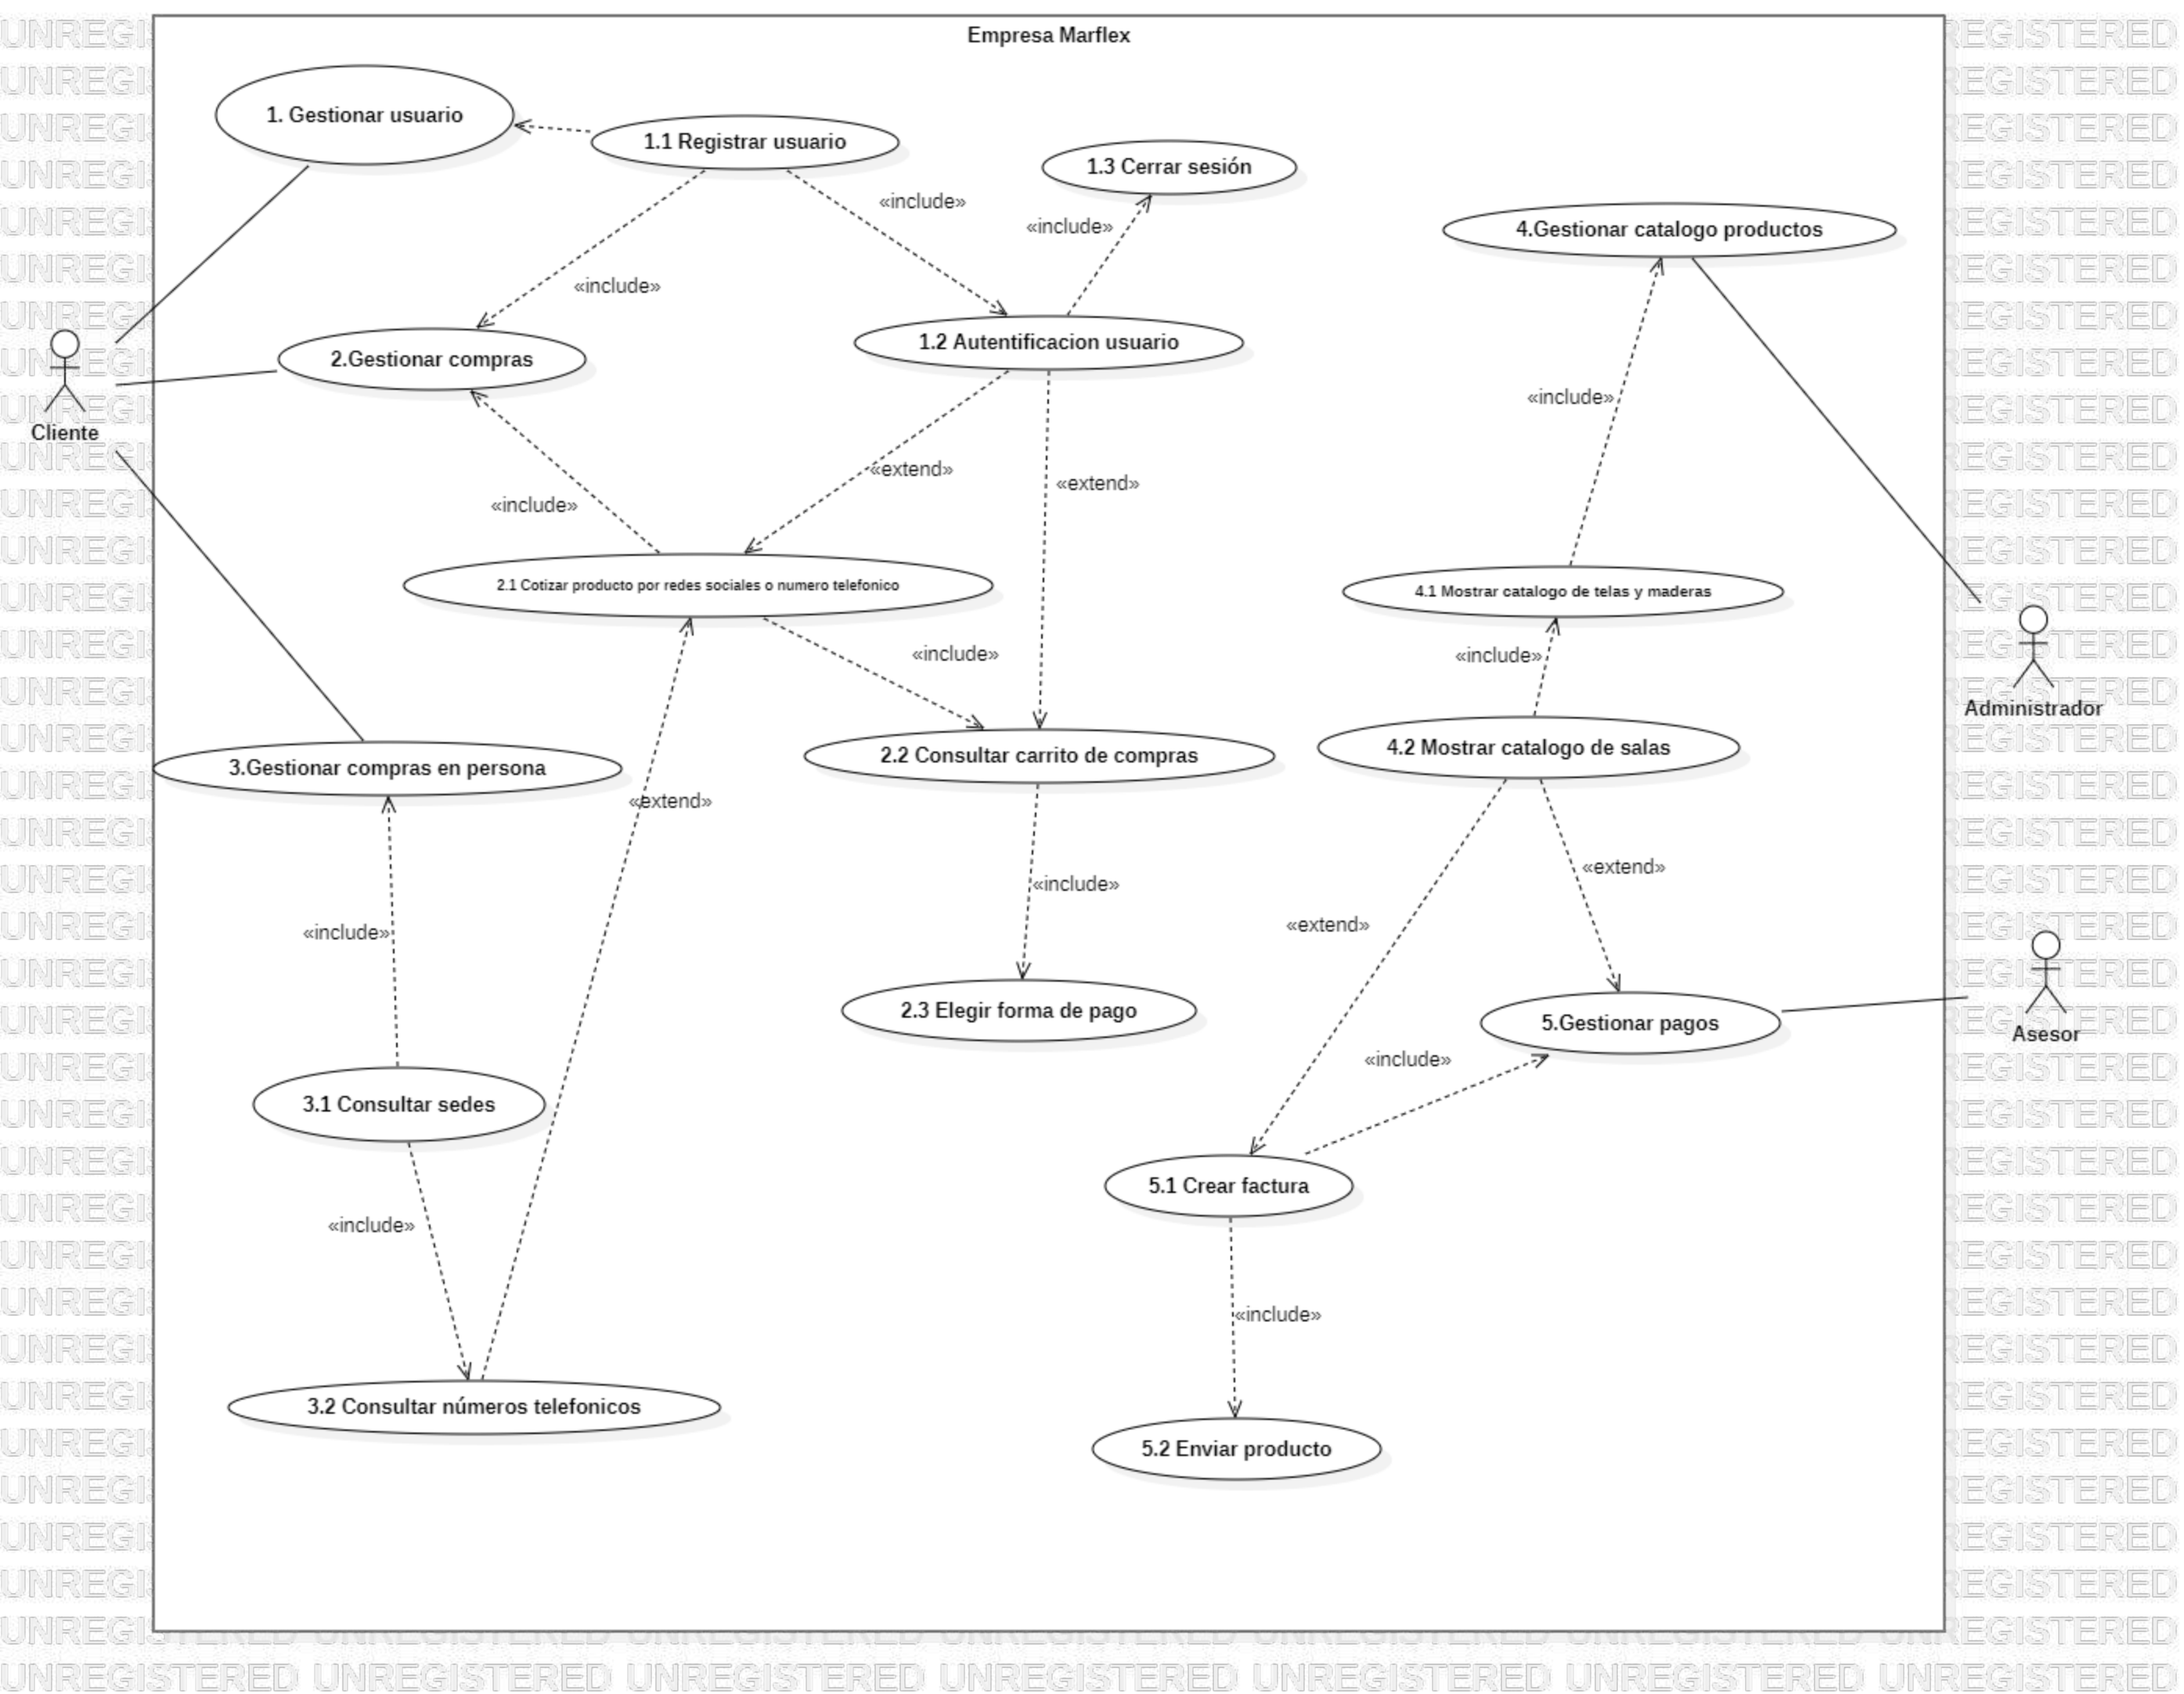 Empresa Marflex
1. Gestionar usuario
1.1 Registrar usuario
1.3 Cerrar sesión
«include»
«include»
4.Gestionar catalogo productos
«include»
2.Gestionar compras
1.2 Autentificacion usuario
Cliente
«include»
«extend»
«extend»
«include»
2.1 Cotizar producto por redes sociales o numero telefonico
4.1 Mostrar catalogo de telas y maderas
«include»
«include»
Administrador
3.Gestionar compras en persona
2.2 Consultar carrito de compras
4.2 Mostrar catalogo de salas
«extend»
«extend»
«include»
«extend»
«include»
2.3 Elegir forma de pago
5.Gestionar pagos
Asesor
«include»
3.1 Consultar sedes
5.1 Crear factura
«include»
«include»
3.2 Consultar números telefonicos
5.2 Enviar producto
UNREGISTERED UNREGISTERED UNREGISTERED UNREGISTERED UNREGISTERED UNREGISTERED UNREGISTERED